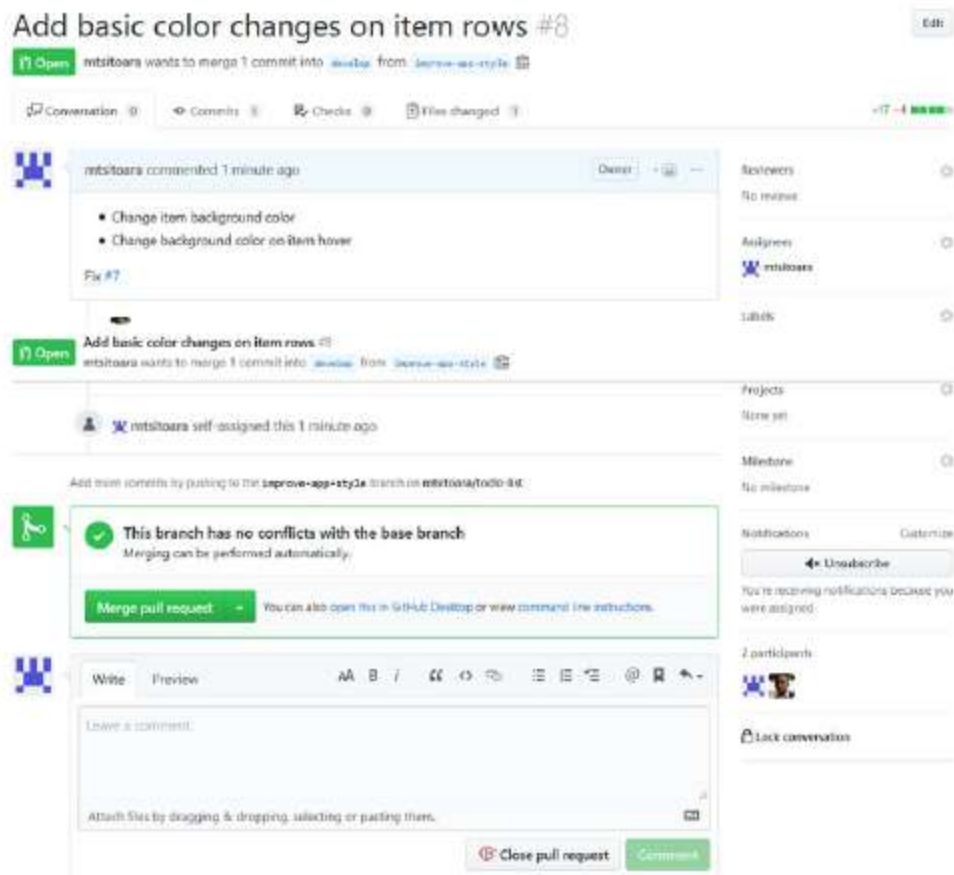 Add basic color changes on item rows #8
Edit
Open mtsitoara wants to merge 1 commit into develop from improve-app-style
Conversation 0 Commits 1 Checks 0 Files changed 1
+17 −4
mtsitoara commented 1 minute ago Owner
Change item background color
Change background color on item hover
Fix #7
Reviewers
No reviews
Assignees
mtsitoara
Labels
Open Add basic color changes on item rows #8
mtsitoara wants to merge 1 commit into develop from improve-app-style
Projects
None yet
mtsitoara self-assigned this 1 minute ago
Milestone
No milestone
Add more commits by pushing to the improve-app-style branch on mtsitoara/todo-list
This branch has no conflicts with the base branch
Merging can be performed automatically.
Merge pull request You can also open this in GitHub Desktop or view command line instructions.
Notifications Customize
Unsubscribe
You're receiving notifications because you
were assigned
2 participants
Lock conversation
Write Preview
AA B i
Leave a comment
Attach files by dragging & dropping, selecting or pasting them.
Close pull request Comment